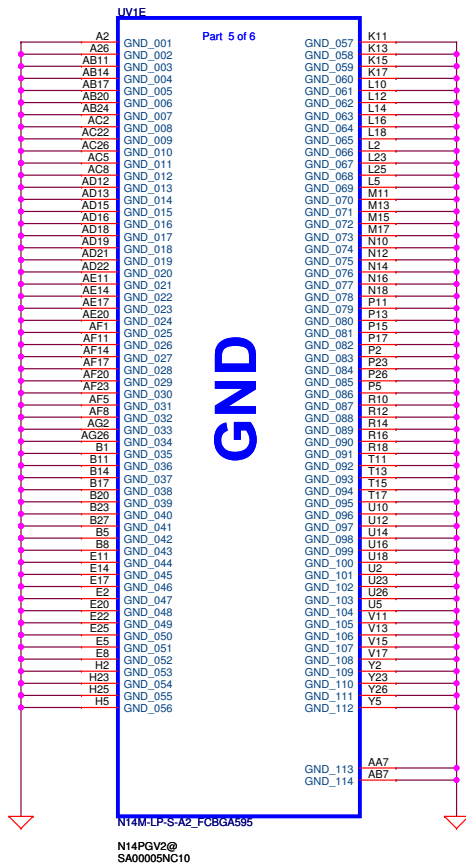 UV1E
Part 5 of 6
A2 GND_001 GND_057 K11
A26 GND_002 GND_058 K13
AB11 GND_003 GND_059 K15
AB14 GND_004 GND_060 K17
AB17 GND_005 GND_061 L10
AB20 GND_006 GND_062 L12
AB24 GND_007 GND_063 L14
AC2 GND_008 GND_064 L16
AC22 GND_009 GND_065 L18
AC26 GND_010 GND_066 L2
AC5 GND_011 GND_067 L23
AC8 GND_012 GND_068 L25
AD12 GND_013 GND_069 L5
AD13 GND_014 GND_070 M11
AD15 GND_015 GND_071 M13
AD16 GND_016 GND_072 M15
AD18 GND_017 GND_073 M17
AD19 GND_018 GND_074 N10
AD21 GND_019 GND_075 N12
AD22 GND_020 GND_076 N14
AE11 GND_021 GND_077 N16
AE14 GND_022 GND_078 N18
AE17 GND_023 GND_079 P11
AE20 GND_024 GND_080 P13
AF1 GND_025 GND_081 P15
AF11 GND_026 GND_082 P17
AF14 GND_027 GND_083 P2
AF17 GND_028 GND_084 P23
AF20 GND_029 GND_085 P26
AF23 GND_030 GND_086 P5
AF5 GND_031 GND_087 R10
AF8 GND_032 GND_088 R12
AG2 GND_033 GND_089 R14
AG26 GND_034 GND_090 R16
B1 GND_035 GND_091 R18
B11 GND_036 GND_092 T11
B14 GND_037 GND_093 T13
B17 GND_038 GND_094 T15
B20 GND_039 GND_095 T17
B23 GND_040 GND_096 U10
B27 GND_041 GND_097 U12
B5 GND_042 GND_098 U14
B8 GND_043 GND_099 U16
E11 GND_044 GND_100 U18
E14 GND_045 GND_101 U2
E17 GND_046 GND_102 U23
E2 GND_047 GND_103 U26
E20 GND_048 GND_104 U5
E22 GND_049 GND_105 V11
E25 GND_050 GND_106 V13
E5 GND_051 GND_107 V15
E8 GND_052 GND_108 V17
H2 GND_053 GND_109 Y2
H23 GND_054 GND_110 Y23
H25 GND_055 GND_111 Y26
H5 GND_056 GND_112 Y5
GND
GND_113 AA7
GND_114 AB7
N14M-LP-S-A2_FCBGA595
N14PGV2@
SA00005NC10